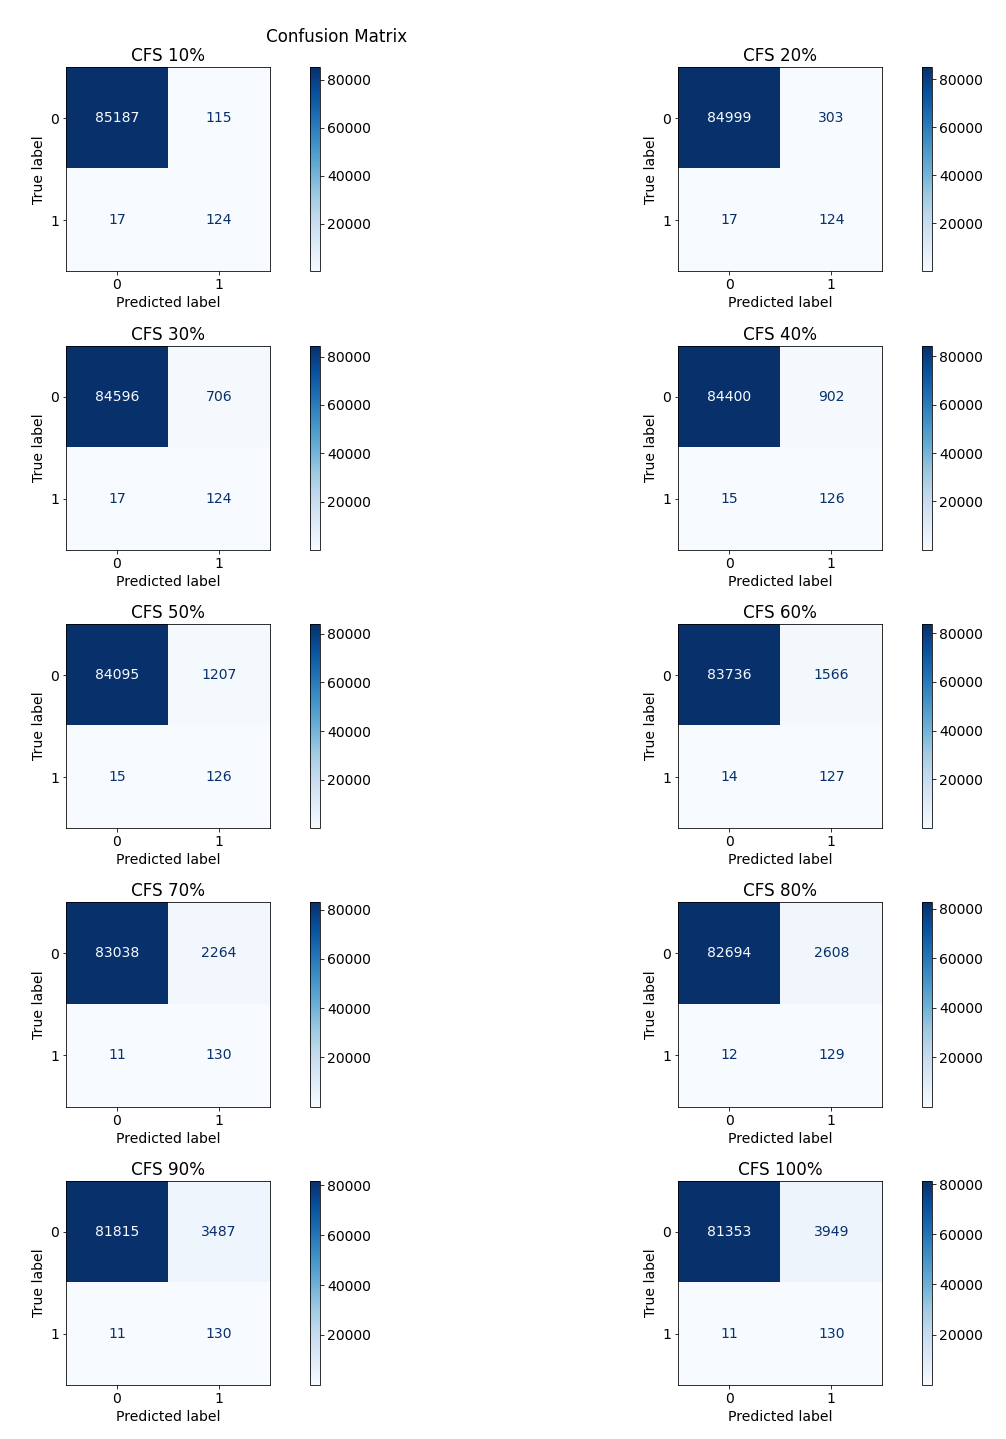 Confusion Matrix
CFS 10%
80000
60000
40000
20000
0
85187 115
1
17 124
True label
0 1
Predicted label
CFS 20%
80000
60000
40000
20000
0
84999 303
1
17 124
True label
0 1
Predicted label
CFS 30%
80000
60000
40000
20000
0
84596 706
1
17 124
True label
0 1
Predicted label
CFS 40%
80000
60000
40000
20000
0
84400 902
1
15 126
True label
0 1
Predicted label
CFS 50%
80000
60000
40000
20000
0
84095 1207
1
15 126
True label
0 1
Predicted label
CFS 60%
80000
60000
40000
20000
0
83736 1566
1
14 127
True label
0 1
Predicted label
CFS 70%
80000
60000
40000
20000
0
83038 2264
1
11 130
True label
0 1
Predicted label
CFS 80%
80000
60000
40000
20000
0
82694 2608
1
12 129
True label
0 1
Predicted label
CFS 90%
80000
60000
40000
20000
0
81815 3487
1
11 130
True label
0 1
Predicted label
CFS 100%
80000
60000
40000
20000
0
81353 3949
1
11 130
True label
0 1
Predicted label